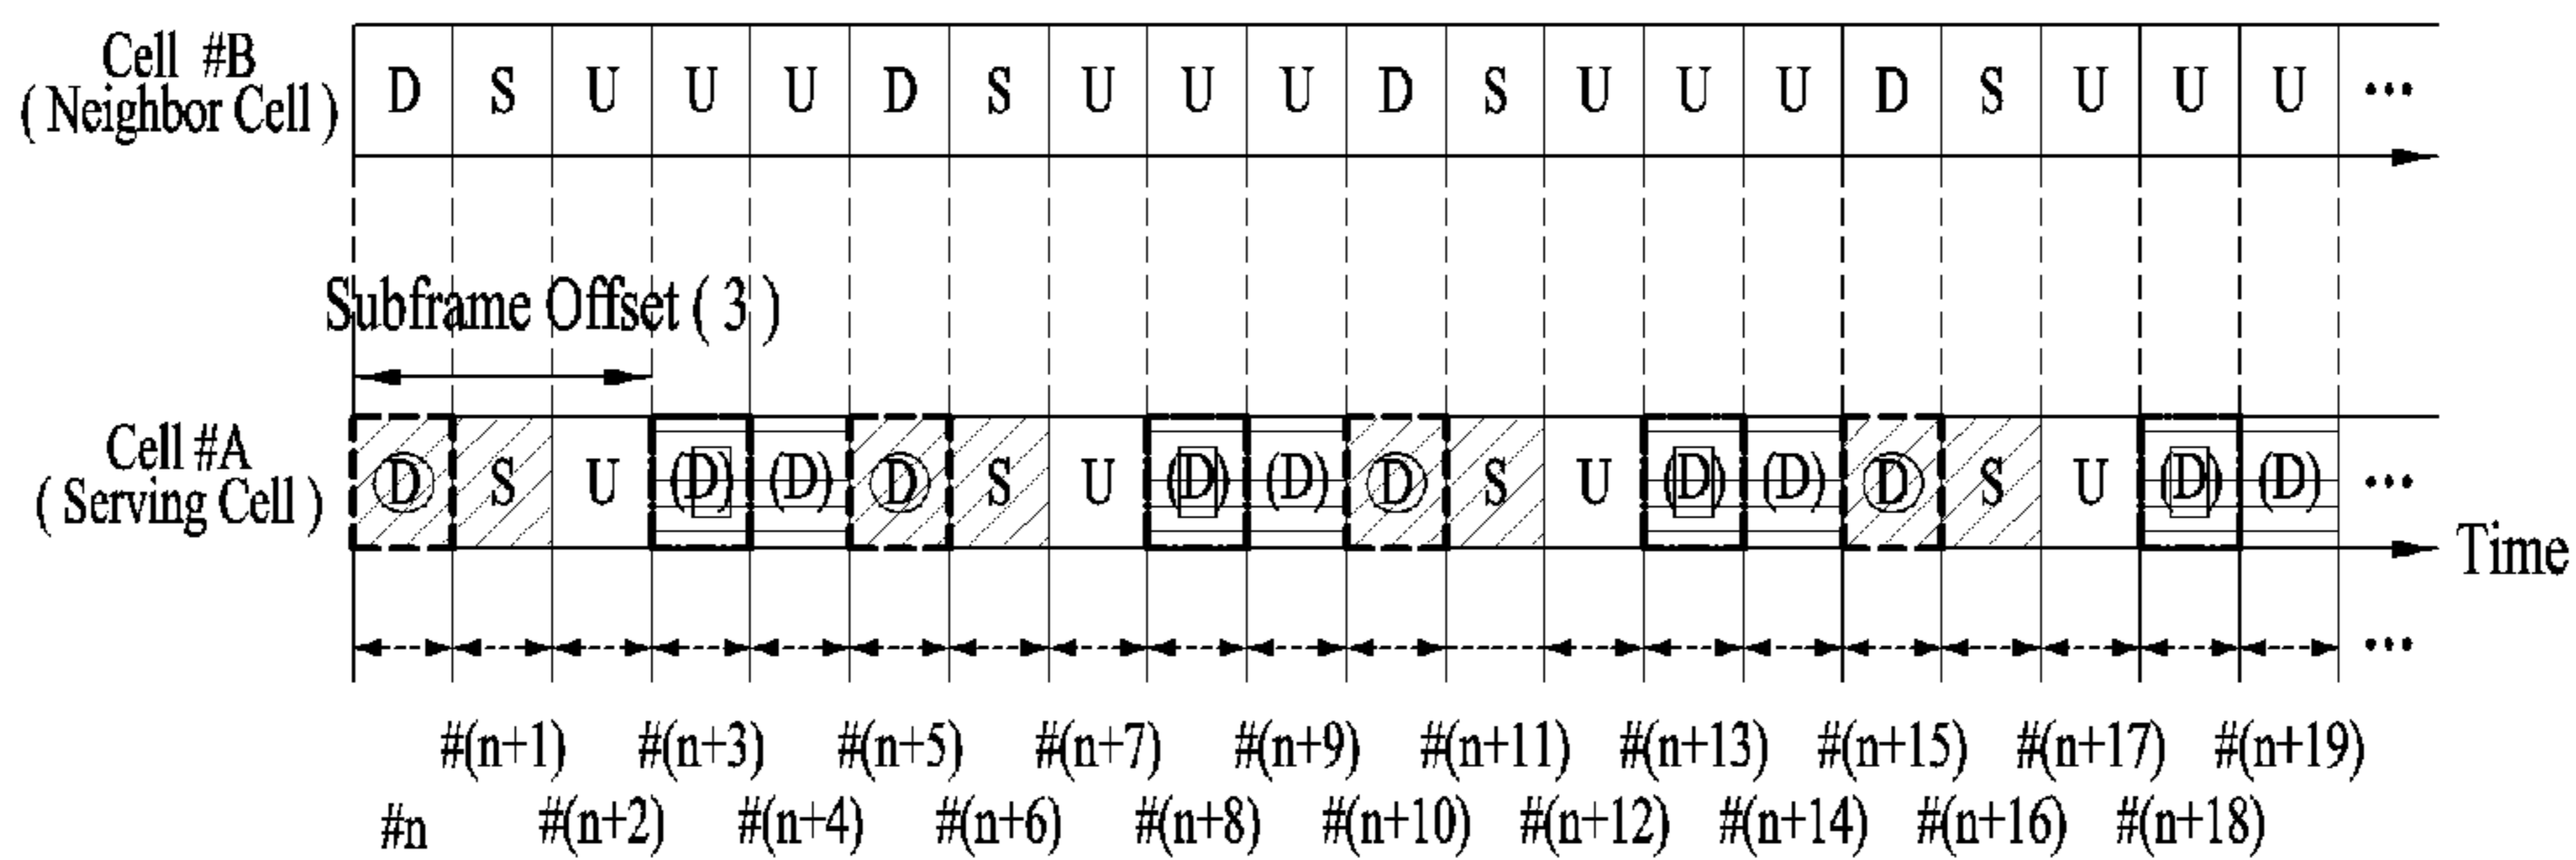 Cell #B
( Neighbor Cell )
D S U U U D S U U U D S U U U D S U U U ...
Subframe Offset ( 3 )
Cell #A
( Serving Cell )
D S U (D) (D) D S U (D) (D) D S U (D) (D) D S U (D) (D) ...
Time
...
#(n+1) #(n+3) #(n+5) #(n+7) #(n+9) #(n+11) #(n+13) #(n+15) #(n+17) #(n+19)
#n #(n+2) #(n+4) #(n+6) #(n+8) #(n+10) #(n+12) #(n+14) #(n+16) #(n+18)